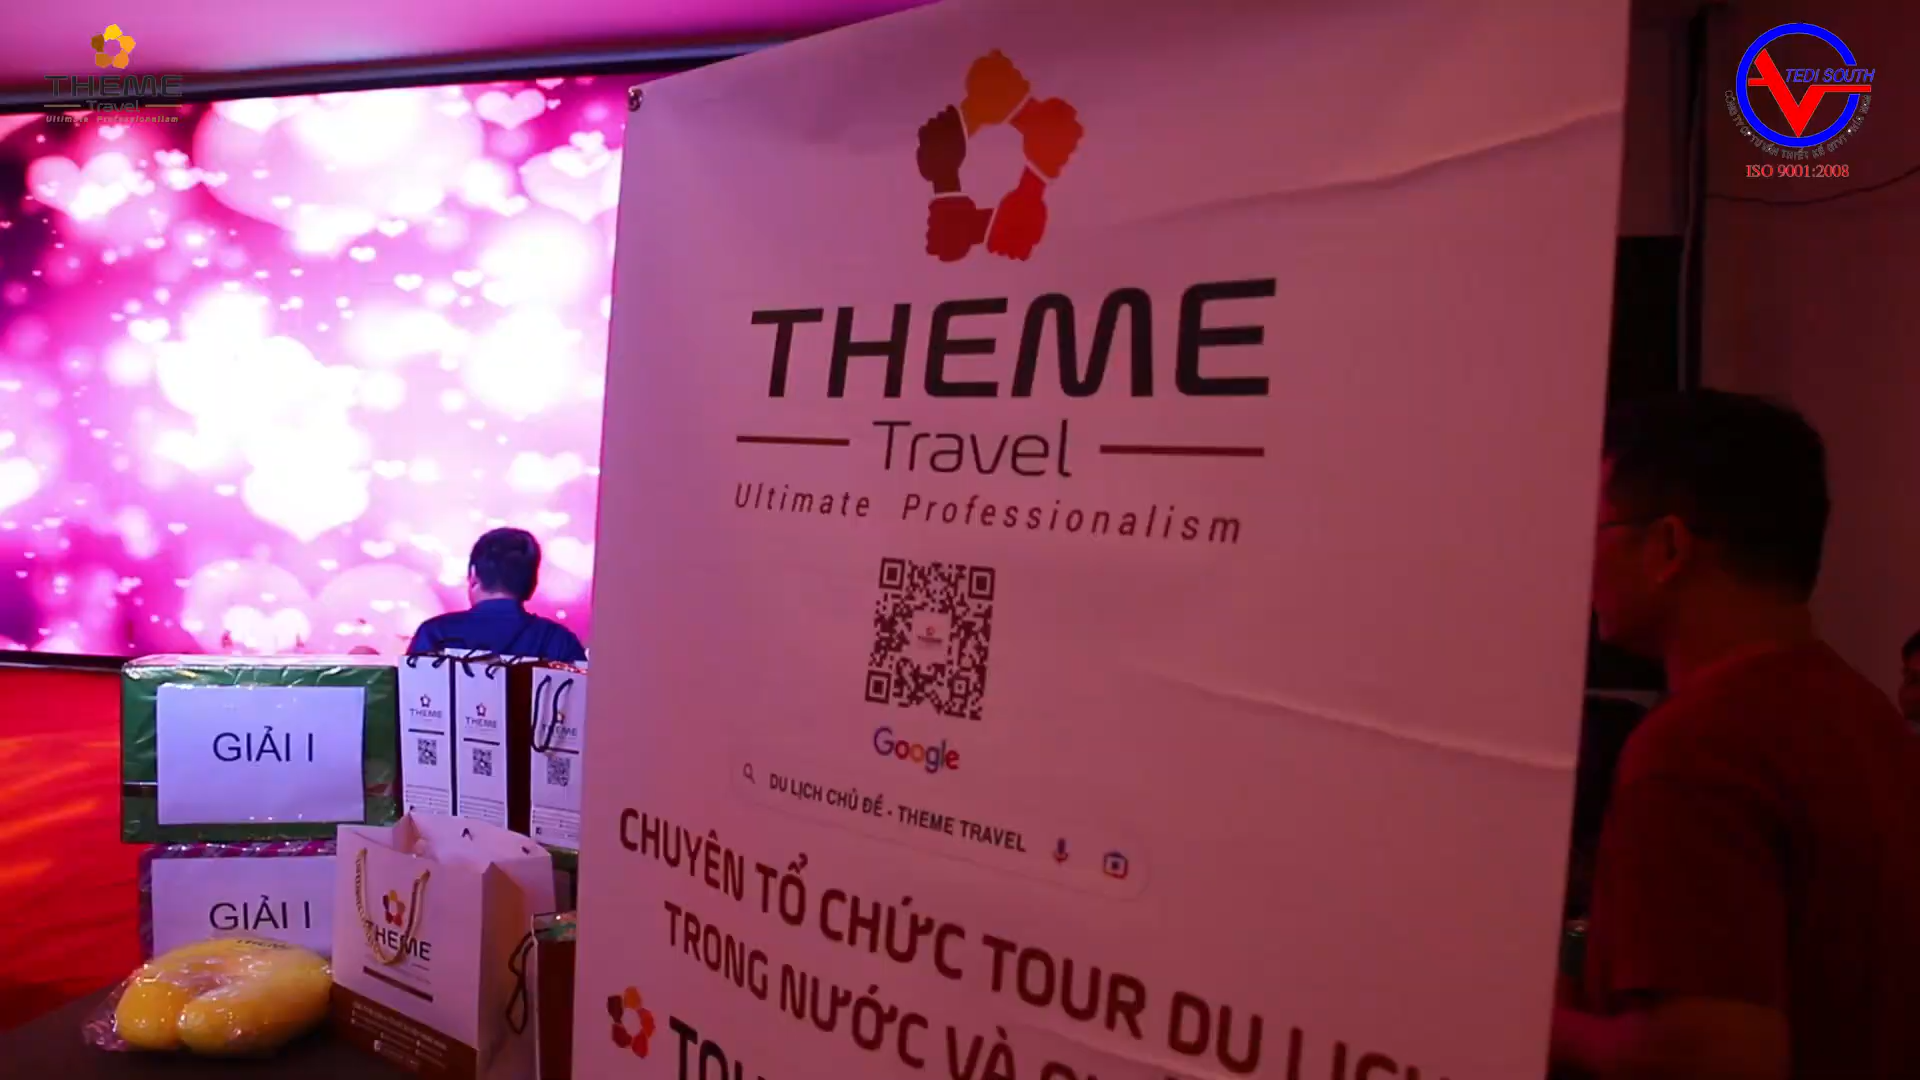 THEME
Travel
Ultimate Professionalism
TEDI SOUTH
ISO 9001:2008
THEME
Travel
Ultimate Professionalism
Google
DU LỊCH CHỦ ĐỀ - THEME TRAVEL
CHUYÊN TỔ CHỨC TOUR DU LỊCH
TRONG NƯỚC VÀ
GIẢI I
THEME
THEME
THEME
GIẢI I
THEME